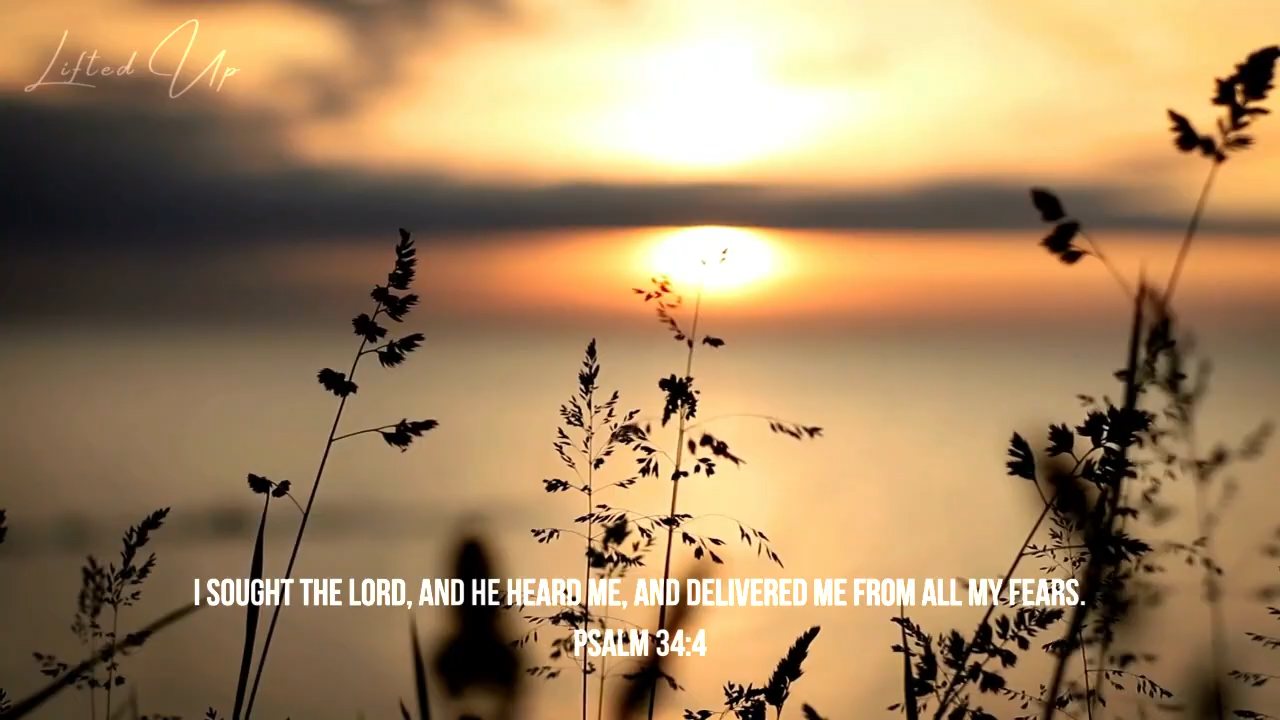 Lifted Up
I SOUGHT THE LORD, AND HE HEARD ME, AND DELIVERED ME FROM ALL MY FEARS.
PSALM 34:4